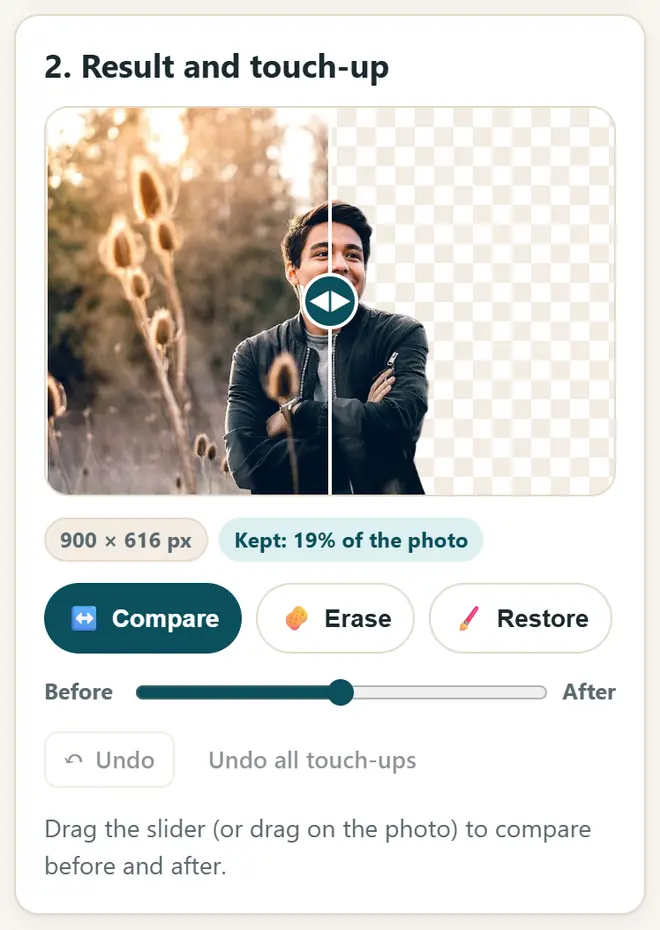 2. Result and touch-up
900 × 616 px
Kept: 19% of the photo
Compare
Erase
Restore
Before
After
Undo
Undo all touch-ups
Drag the slider (or drag on the photo) to compare
before and after.